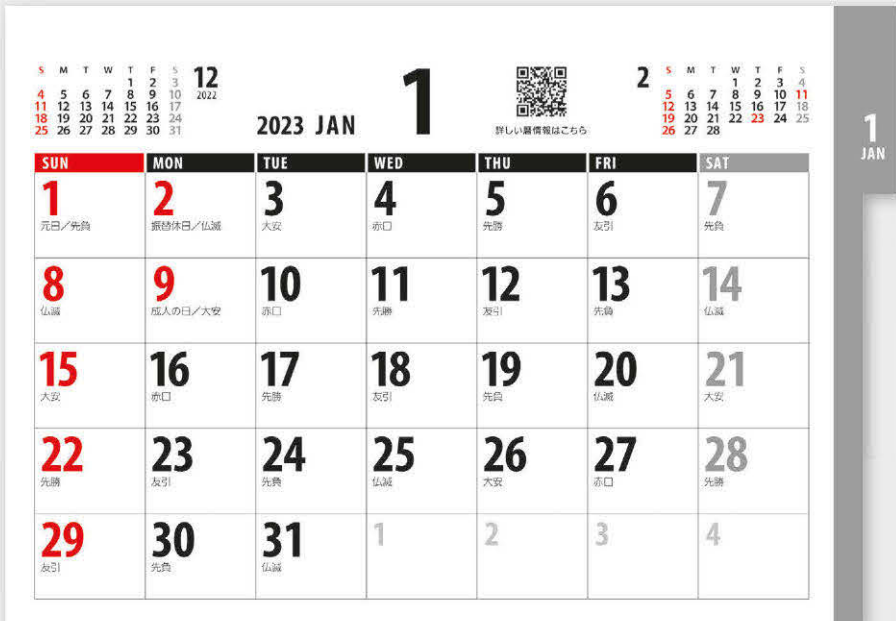 S M T W T F S
1 2 3
4 5 6 7 8 9 10
11 12 13 14 15 16 17
18 19 20 21 22 23 24
25 26 27 28 29 30 31
12
2022
2023 JAN
1
詳しい暦情報はこちら
2
S M T W T F S
1 2 3 4
5 6 7 8 9 10 11
12 13 14 15 16 17 18
19 20 21 22 23 24 25
26 27 28
1
JAN
SUN MON TUE WED THU FRI SAT
1 2 3 4 5 6 7
元日/先負 振替休日/仏滅 大安 赤口 先勝 友引 先負
8 9 10 11 12 13 14
仏滅 成人の日/大安 赤口 先勝 友引 先負 仏滅
15 16 17 18 19 20 21
大安 赤口 先勝 友引 先負 仏滅 大安
22 23 24 25 26 27 28
先勝 友引 先負 仏滅 大安 赤口 先勝
29 30 31 1 2 3 4
友引 先負 仏滅